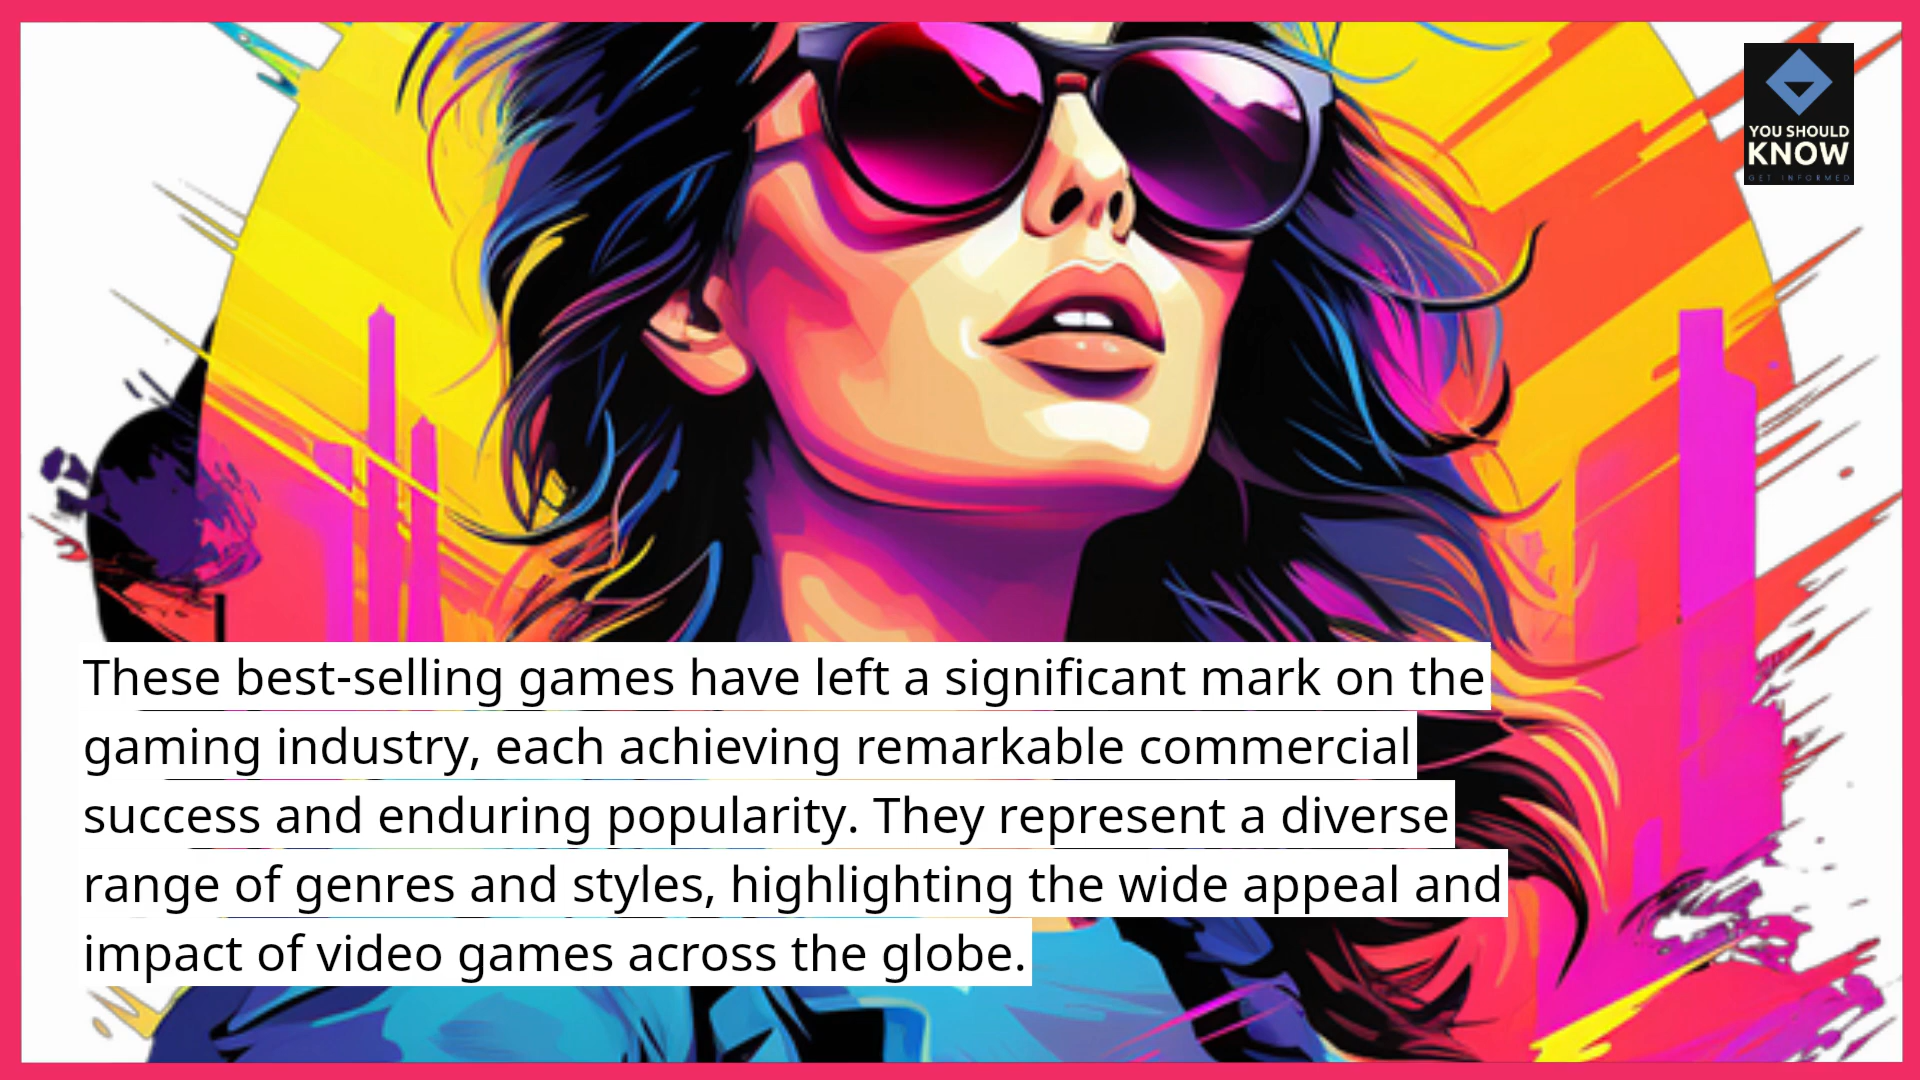 YOU SHOULD
KNOW
GET INFORMED
These best-selling games have left a significant mark on the
gaming industry, each achieving remarkable commercial
success and enduring popularity. They represent a diverse
range of genres and styles, highlighting the wide appeal and
impact of video games across the globe.